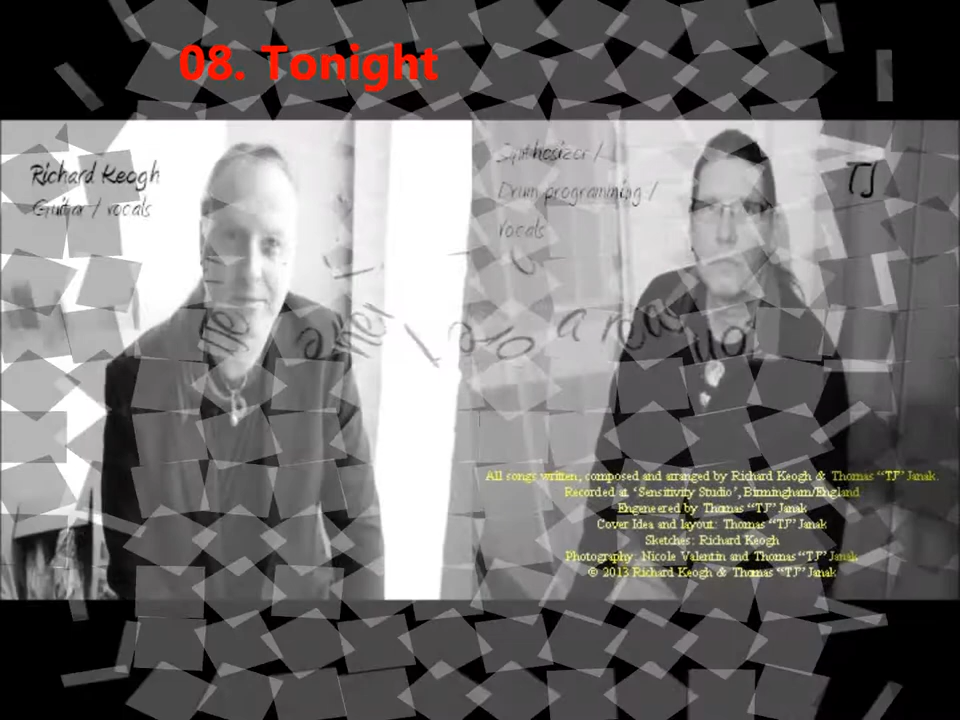 08. Tonight
Richard Keogh
Guitar / vocals
Synthesizer /
Drum programming /
vocals
TJ
All songs written, composed and arranged by Richard Keogh & Thomas “TJ” Janak.
Recorded at ‘Sensitivity Studio’, Birmingham/England
Engeneered by Thomas “TJ” Janak
Cover Idea and layout: Thomas “TJ” Janak
Sketches: Richard Keogh
Photography: Nicole Valentin and Thomas “TJ” Janak
© 2013 Richard Keogh & Thomas “TJ” Janak